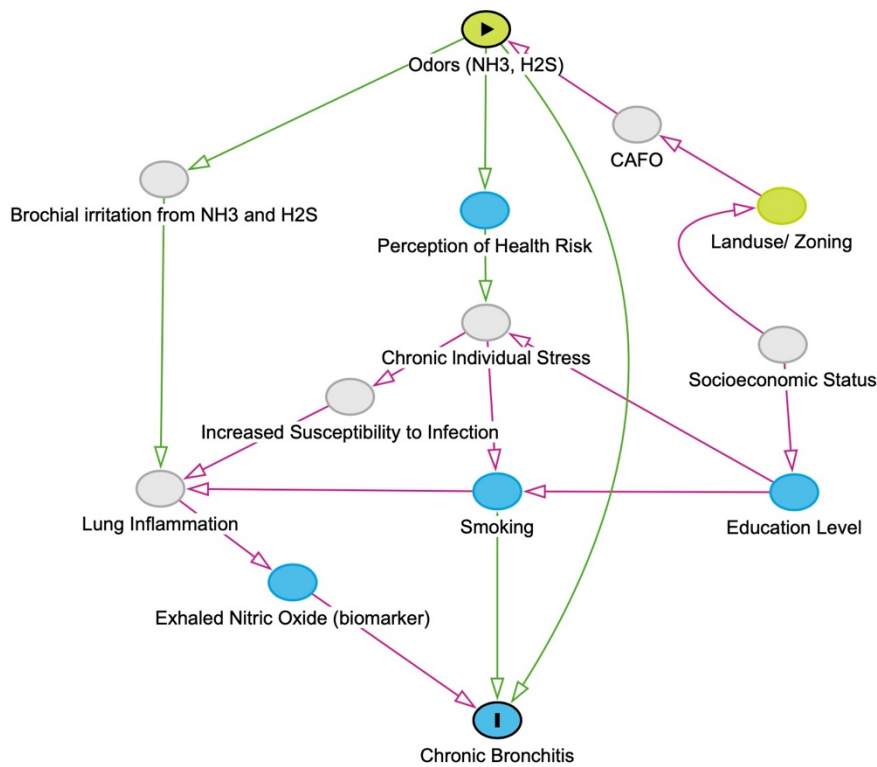 Odors (NH3, H2S)
CAFO
Brochial irritation from NH3 and H2S
Perception of Health Risk
Landuse/ Zoning
Chronic Individual Stress
Socioeconomic Status
Increased Susceptibility to Infection
Lung Inflammation
Smoking
Education Level
Exhaled Nitric Oxide (biomarker)
Chronic Bronchitis